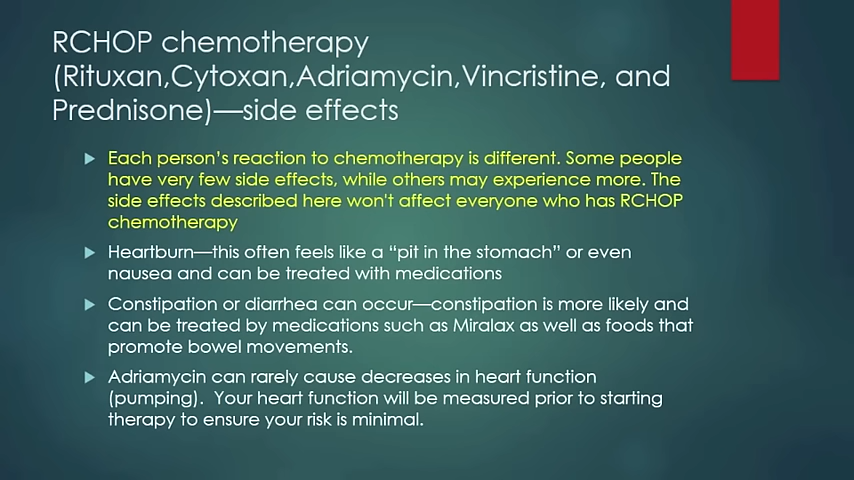 RCHOP chemotherapy
(Rituxan,Cytoxan,Adriamycin,Vincristine, and
Prednisone)—side effects
Each person’s reaction to chemotherapy is different. Some people
have very few side effects, while others may experience more. The
side effects described here won't affect everyone who has RCHOP
chemotherapy
Heartburn—this often feels like a “pit in the stomach” or even
nausea and can be treated with medications
Constipation or diarrhea can occur—constipation is more likely and
can be treated by medications such as Miralax as well as foods that
promote bowel movements.
Adriamycin can rarely cause decreases in heart function
(pumping).  Your heart function will be measured prior to starting
therapy to ensure your risk is minimal.